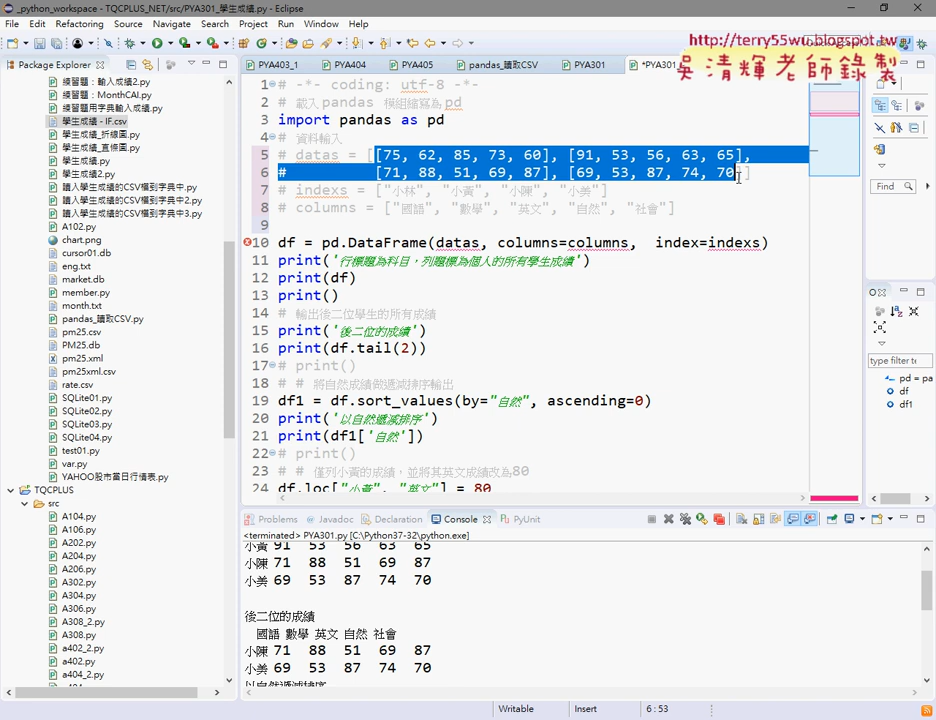 _python_workspace - TQCPLUS_NET/src/PYA301_學生成績.py - Eclipse
File Edit Refactoring Source Navigate Search Project Run Window Help
http://terry55wu.blogspot.tw
吳清輝老師錄製
Package Explorer
PYA403_1 PYA404 PYA405 pandas_讀取CSV PYA301 *PYA301_
練習題：輸入成績2.py
練習題：MonthCAI.py
練習題用字典輸入成績.py
學生成績 - IF.csv
學生成績_折線圖.py
學生成績_直條圖.py
學生成績.py
學生成績2.py
讀入學生成績的CSV檔到字典中.py
讀入學生成績的CSV檔到字典中2.py
讀入學生成績的CSV檔到字典中3.py
A102.py
chart.png
cursor01.db
eng.txt
market.db
member.py
month.txt
pandas_讀取CSV.py
pm25.csv
PM25.db
pm25.xml
pm25xml.csv
rate.csv
SQLite01.py
SQLite02.py
SQLite03.py
SQLite04.py
test01.py
var.py
YAHOO股市當日行情表.py
TQCPLUS
src
A104.py
A106.py
A202.py
A204.py
A206.py
A302.py
A304.py
A306.py
A308_2.py
A308.py
a402_2.py
a402.py
a404_2.py
1 # -*- coding: utf-8 -*-
2 # 載入pandas 模組縮寫為pd
3 import pandas as pd
4 # 資料輸入
5 # datas = [[75, 62, 85, 73, 60], [91, 53, 56, 63, 65],
6 # [71, 88, 51, 69, 87], [69, 53, 87, 74, 70]]
7 # indexs = ["小林", "小黃", "小陳", "小美"]
8 # columns = ["國語", "數學", "英文", "自然", "社會"]
9
10 df = pd.DataFrame(datas, columns=columns, index=indexs)
11 print('行標題為科目，列題標為個人的所有學生成績')
12 print(df)
13 print()
14 # 輸出後二位學生的所有成績
15 print('後二位的成績')
16 print(df.tail(2))
17 # print()
18 # # 將自然成績做遞減排序輸出
19 df1 = df.sort_values(by="自然", ascending=0)
20 print('以自然遞減排序')
21 print(df1['自然'])
22 # print()
23 # # 僅列小黃的成績，並將其英文成績改為80
24 df.loc["小黃", "英文"] = 80
Find
type filter te
pd = pa
df
df1
Problems Javadoc Declaration Console PyUnit
<terminated> PYA301.py [C:\Python37-32\python.exe]
小黃 91 53 56 63 65
小陳 71 88 51 69 87
小美 69 53 87 74 70
後二位的成績
國語 數學 英文 自然 社會
小陳 71 88 51 69 87
小美 69 53 87 74 70
以自然遞減排序
Writable Insert 6 : 53